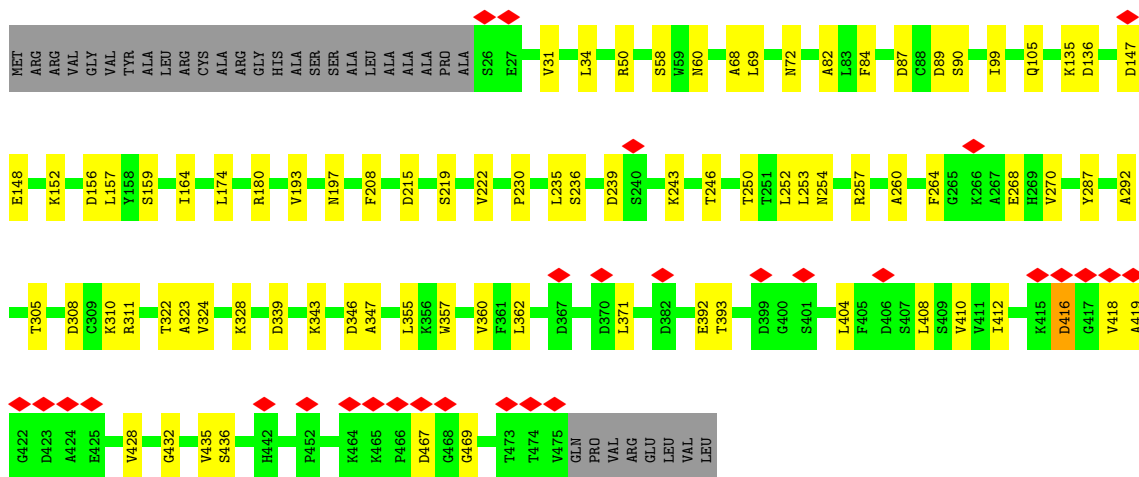 MET ARG ARG VAL GLY VAL TYR ALA LEU ARG CYS ALA ARG GLY HIS ALA SER SER ALA LEU ALA ALA ALA PRO ALA S26 E27 V31 L34 R50 S58 W59 N60 A68 L69 N72 A82 L83 F84 D87 C88 D89 S90 I99 Q105 K135 D136 D147
E148 K152 D156 L157 Y158 S159 I164 L174 R180 V193 N197 F208 D215 S219 V222 P230 L235 S236 D239 S240 K243 T246 T250 T251 L252 L253 N254 R257 A260 F264 G265 K266 A267 E268 H269 V270 Y287 A292
T305 D308 C309 K310 R311 T322 A323 V324 K328 D339 K343 D346 A347 L355 K356 W357 V360 F361 L362 D367 D370 L371 D382 E392 T393 D399 G400 S401 L404 F405 D406 S407 L408 S409 V410 V411 I412 K415 D416 G417 V418 A419
G422 D423 A424 E425 V428 G432 V435 S436 H442 P452 K464 K465 P466 D467 G468 G469 T473 T474 V475 GLN PRO VAL ARG GLU LEU VAL LEU